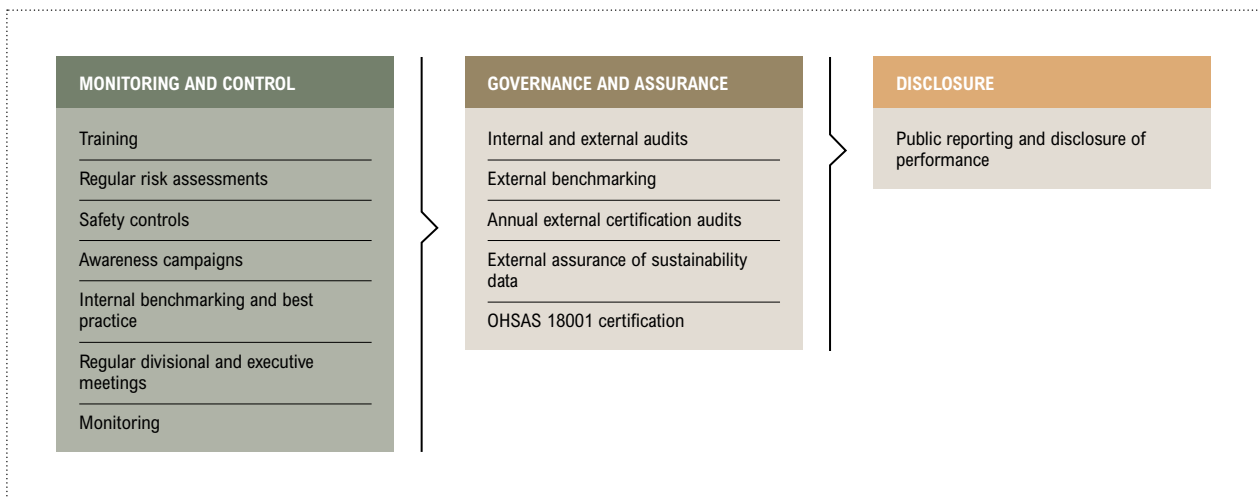 MONITORING AND CONTROL
Training
Regular risk assessments
Safety controls
Awareness campaigns
Internal benchmarking and best
practice
Regular divisional and executive
meetings
Monitoring
GOVERNANCE AND ASSURANCE
Internal and external audits
External benchmarking
Annual external certification audits
External assurance of sustainability
data
OHSAS 18001 certification
DISCLOSURE
Public reporting and disclosure of
performance